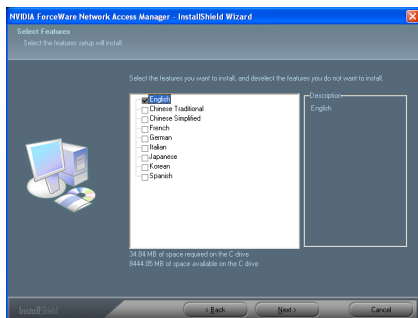 NVIDIA ForceWare Network Access Manager - InstallShield Wizard
Select Features
Select the features setup will install.
Select the features you want to install, and deselect the features you do not want to install.
English
Chinese Traditional
Chinese Simplified
French
German
Italian
Japanese
Korean
Spanish
Description
English
34.84 MB of space required on the C drive
8444.05 MB of space available on the C drive
InstallShield
< Back
Next >
Cancel